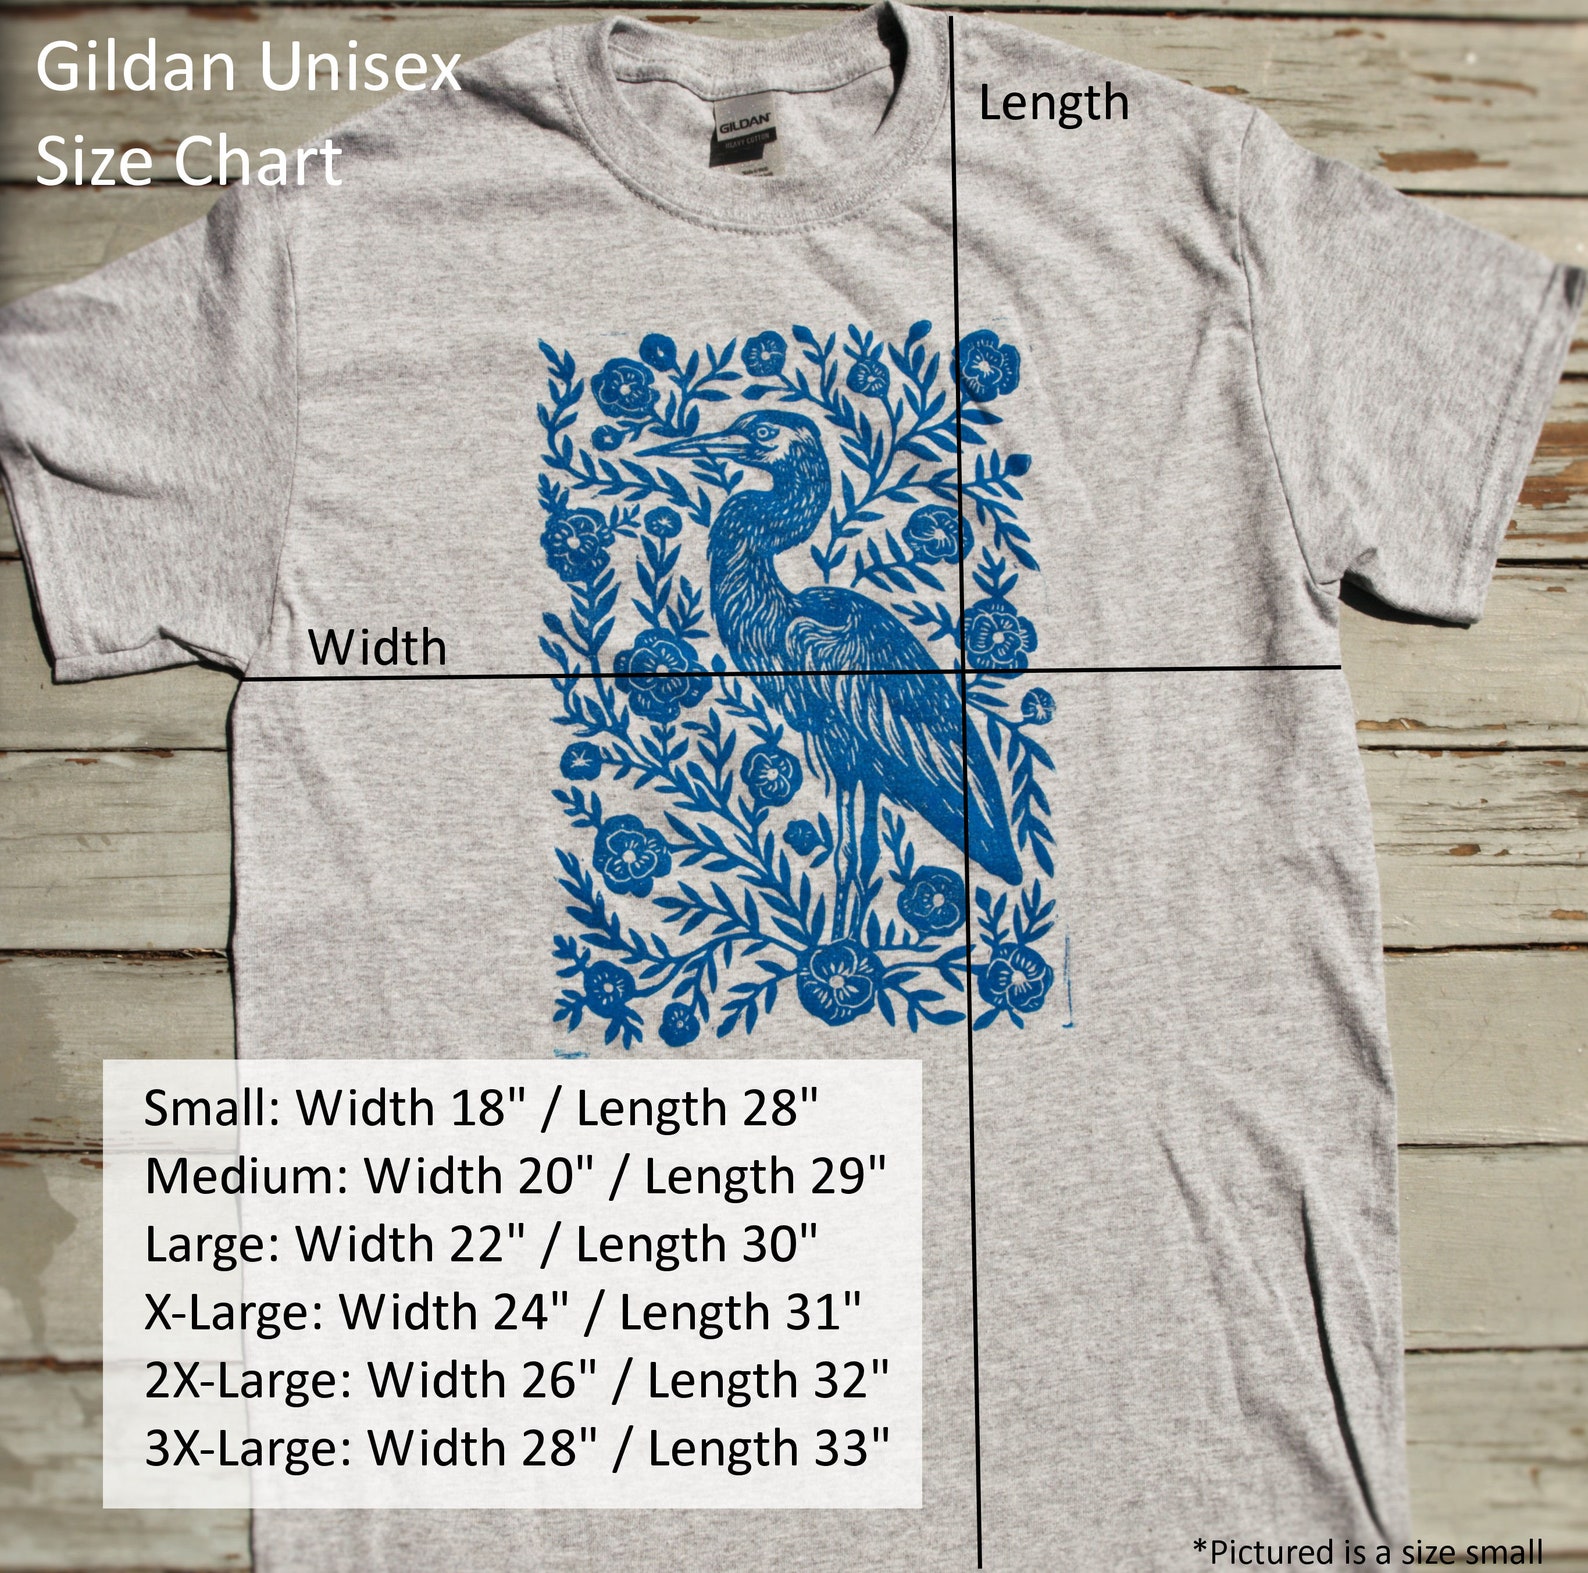 Gildan Unisex
Size Chart
Length
GILDAN
HEAVY COTTON
Width
Small: Width 18" / Length 28"
Medium: Width 20" / Length 29"
Large: Width 22" / Length 30"
X-Large: Width 24" / Length 31"
2X-Large: Width 26" / Length 32"
3X-Large: Width 28" / Length 33"
*Pictured is a size small